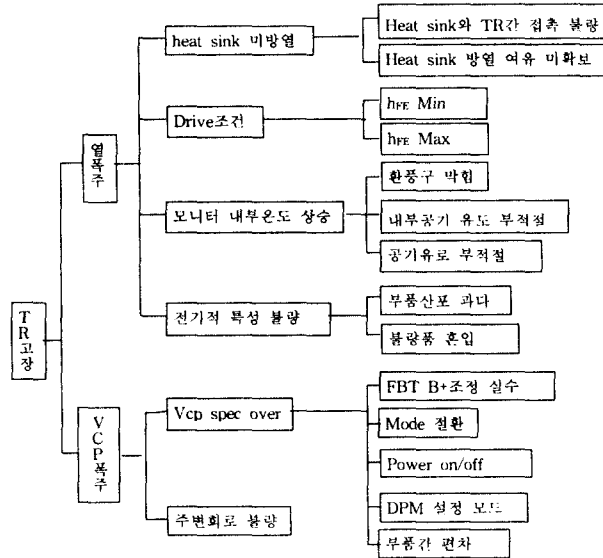 TR고장
열폭주
VCP폭주
heat sink 미방열
Drive조건
모니터 내부온도 상승
전기적 특성 불량
Vcp spec over
주변회로 불량
Heat sink와 TR간 접촉 불량
Heat sink 방열 여유 미확보
hFE Min
hFE Max
환풍구 막힘
내부공기 유도 부적절
공기유로 부적절
부품산포 과다
불량품 혼입
FBT B+조정 실수
Mode 절환
Power on/off
DPM 설정 모드
부품간 편차